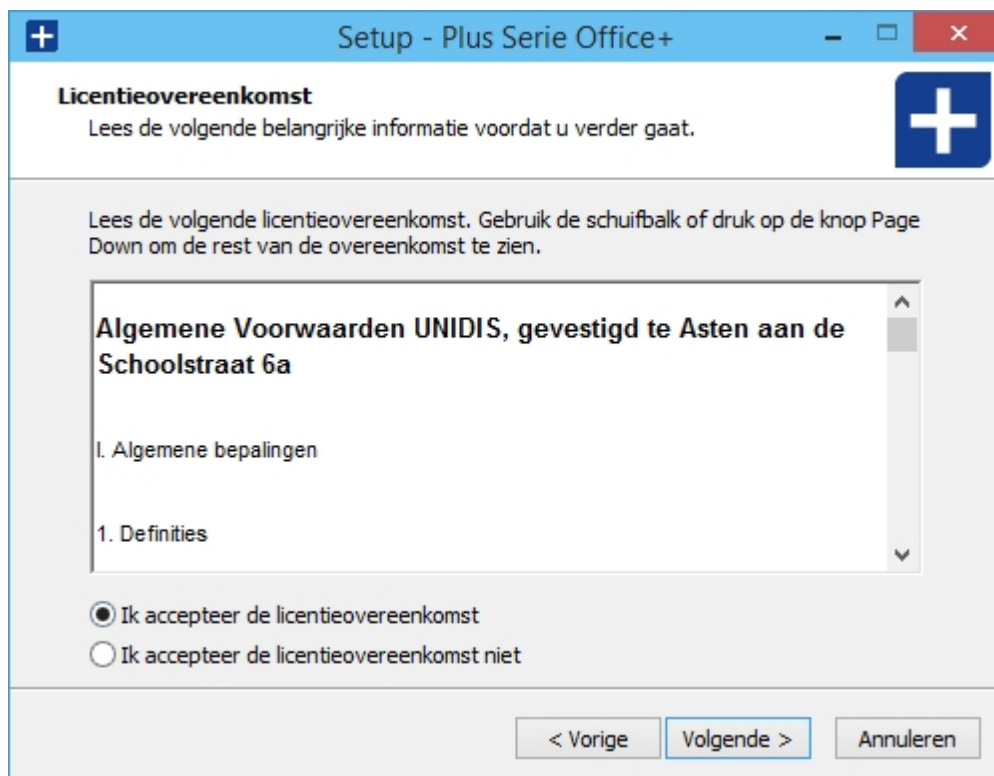 Setup - Plus Serie Office+
Licentieovereenkomst
Lees de volgende belangrijke informatie voordat u verder gaat.
Lees de volgende licentieovereenkomst. Gebruik de schuifbalk of druk op de knop Page
Down om de rest van de overeenkomst te zien.
Algemene Voorwaarden UNIDIS, gevestigd te Asten aan de
Schoolstraat 6a
I. Algemene bepalingen
1. Definities
Ik accepteer de licentieovereenkomst
Ik accepteer de licentieovereenkomst niet
< Vorige Volgende > Annuleren